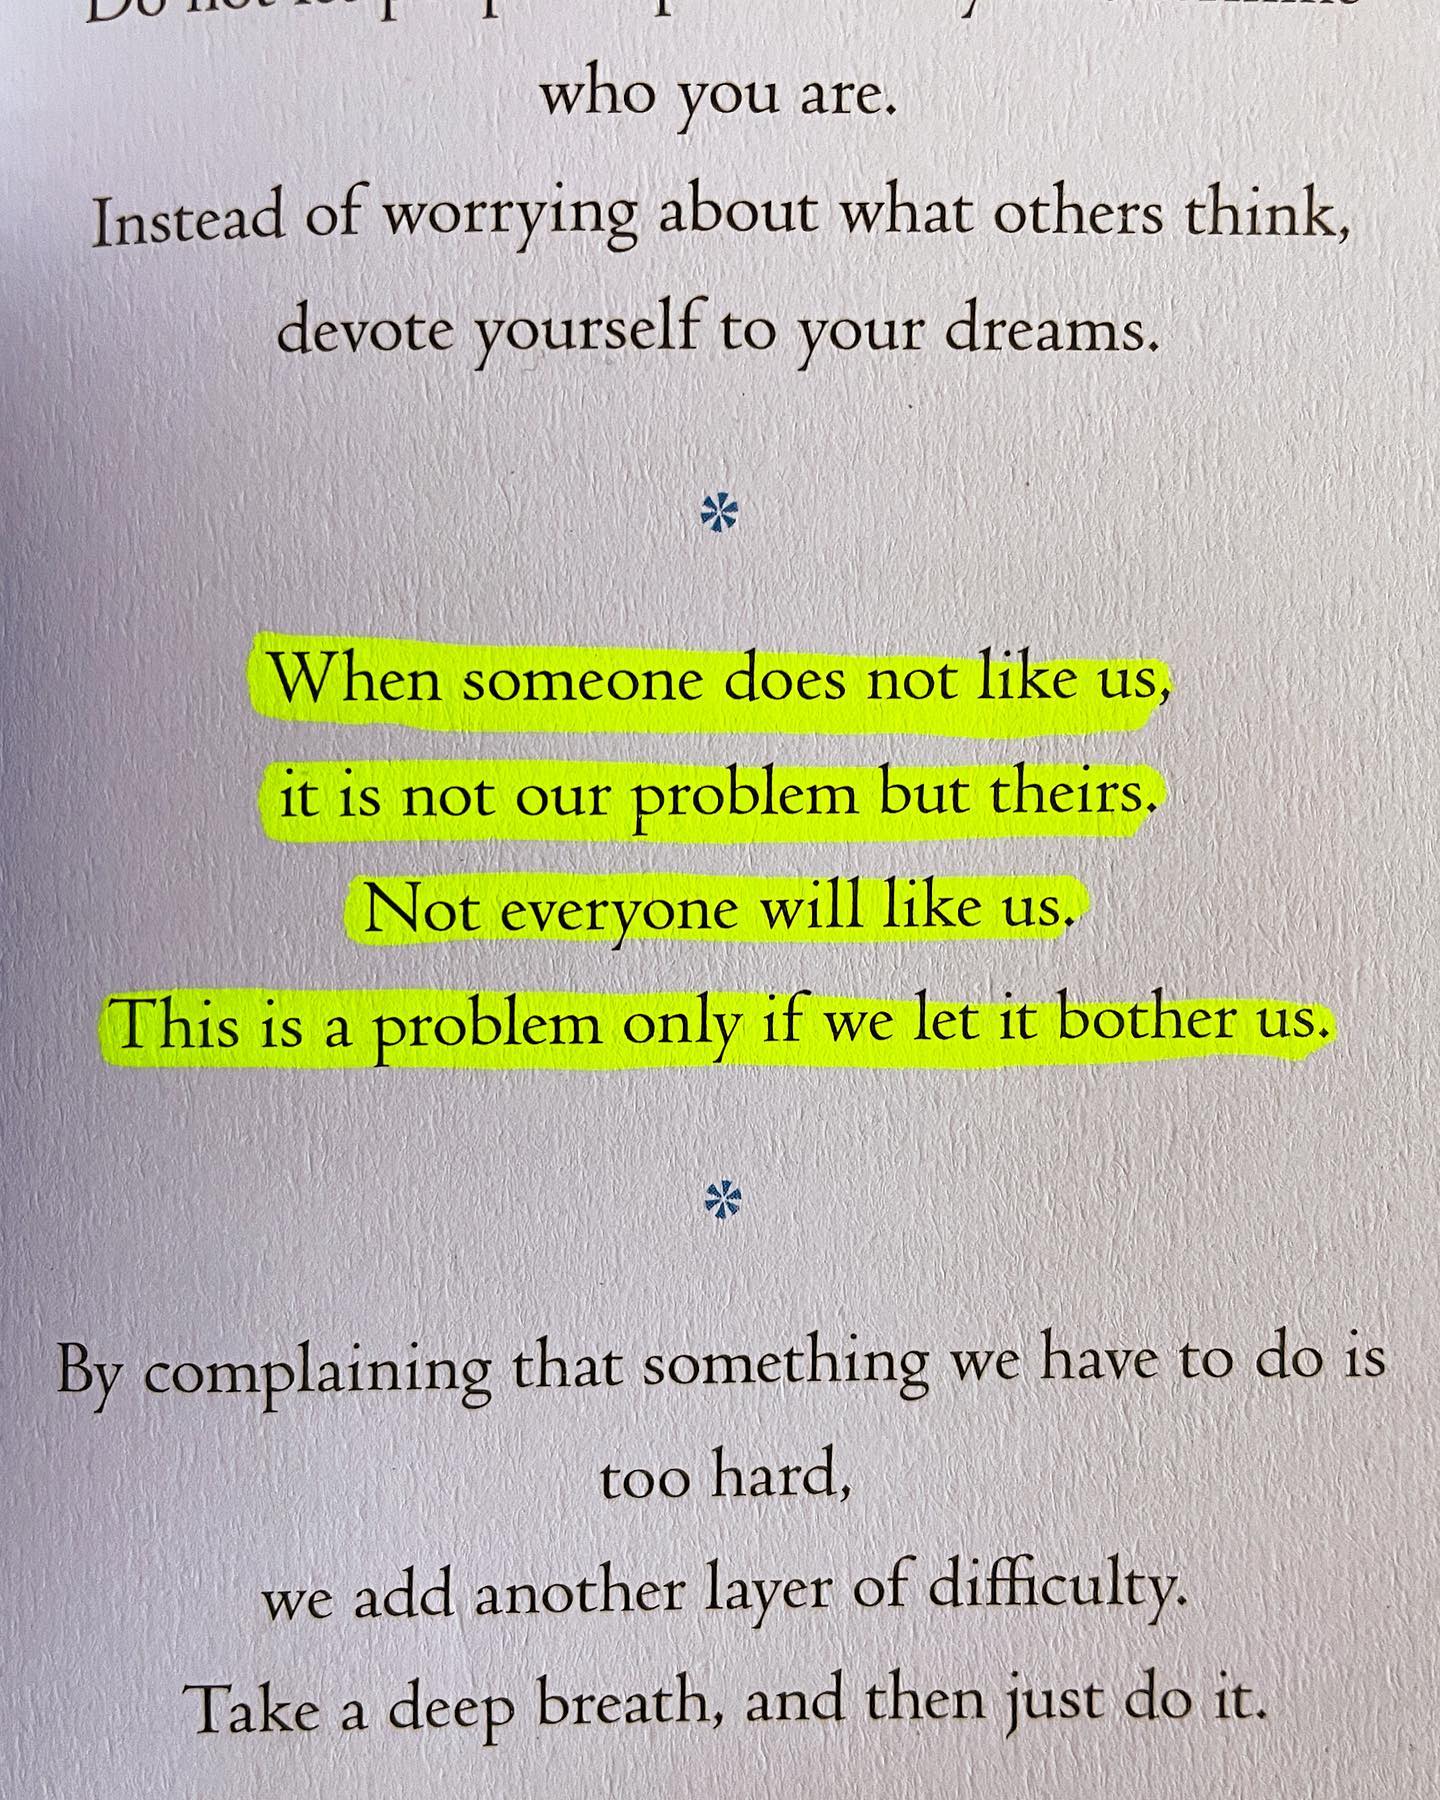 Do not let
who you are.
Instead of worrying about what others think,
devote yourself to your dreams.
*
When someone does not like us,
it is not our problem but theirs.
Not everyone will like us.
This is a problem only if we let it bother us.
*
By complaining that something we have to do is
too hard,
we add another layer of difficulty.
Take a deep breath, and then just do it.